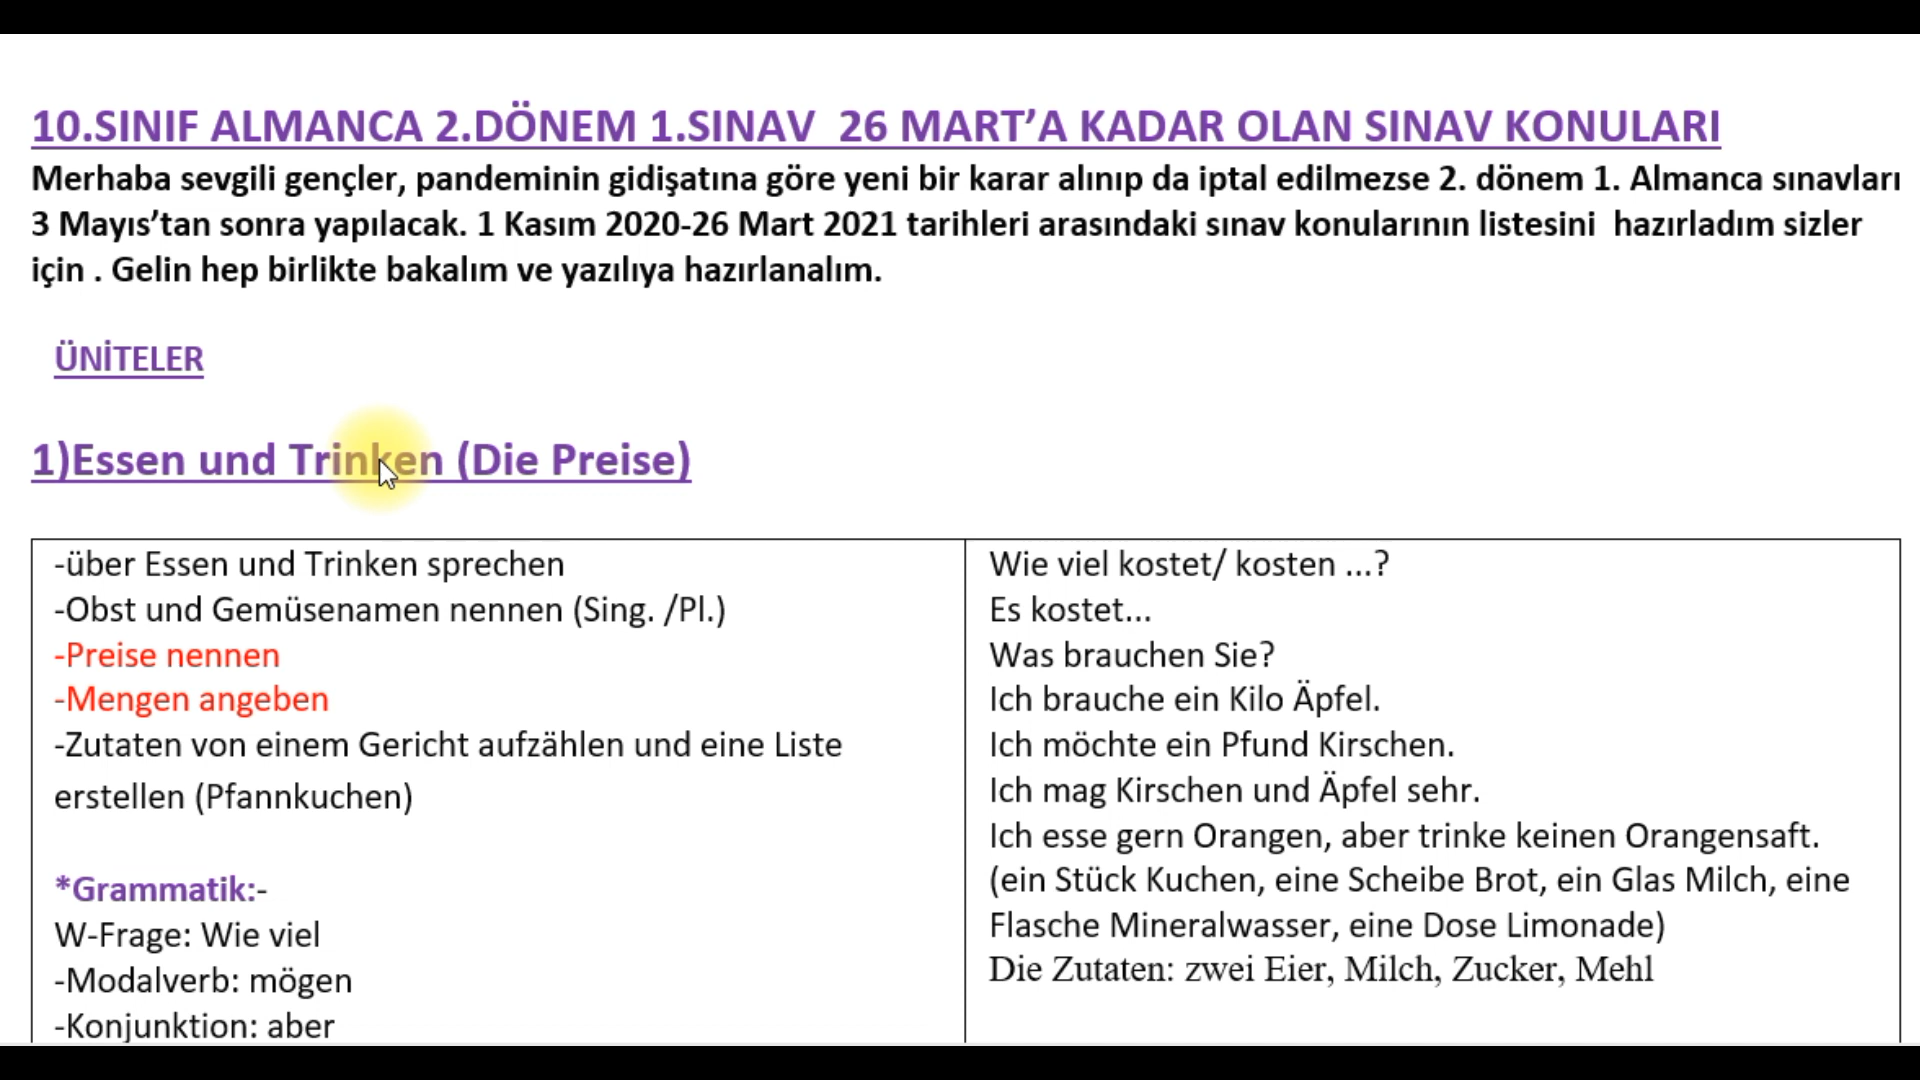 10.SINIF ALMANCA 2.DÖNEM 1.SINAV  26 MART’A KADAR OLAN SINAV KONULARI
Merhaba sevgili gençler, pandeminin gidişatına göre yeni bir karar alınıp da iptal edilmezse 2. dönem 1. Almanca sınavları
3 Mayıs’tan sonra yapılacak. 1 Kasım 2020-26 Mart 2021 tarihleri arasındaki sınav konularının listesini  hazırladım sizler
için . Gelin hep birlikte bakalım ve yazılıya hazırlanalım.
ÜNİTELER
1)Essen und Trinken (Die Preise)
-über Essen und Trinken sprechen
-Obst und Gemüsenamen nennen (Sing. /Pl.)
-Preise nennen
-Mengen angeben
-Zutaten von einem Gericht aufzählen und eine Liste
erstellen (Pfannkuchen)
*Grammatik:-
W-Frage: Wie viel
-Modalverb: mögen
-Konjunktion: aber
Wie viel kostet/ kosten ...?
Es kostet...
Was brauchen Sie?
Ich brauche ein Kilo Äpfel.
Ich möchte ein Pfund Kirschen.
Ich mag Kirschen und Äpfel sehr.
Ich esse gern Orangen, aber trinke keinen Orangensaft.
(ein Stück Kuchen, eine Scheibe Brot, ein Glas Milch, eine
Flasche Mineralwasser, eine Dose Limonade)
Die Zutaten: zwei Eier, Milch, Zucker, Mehl